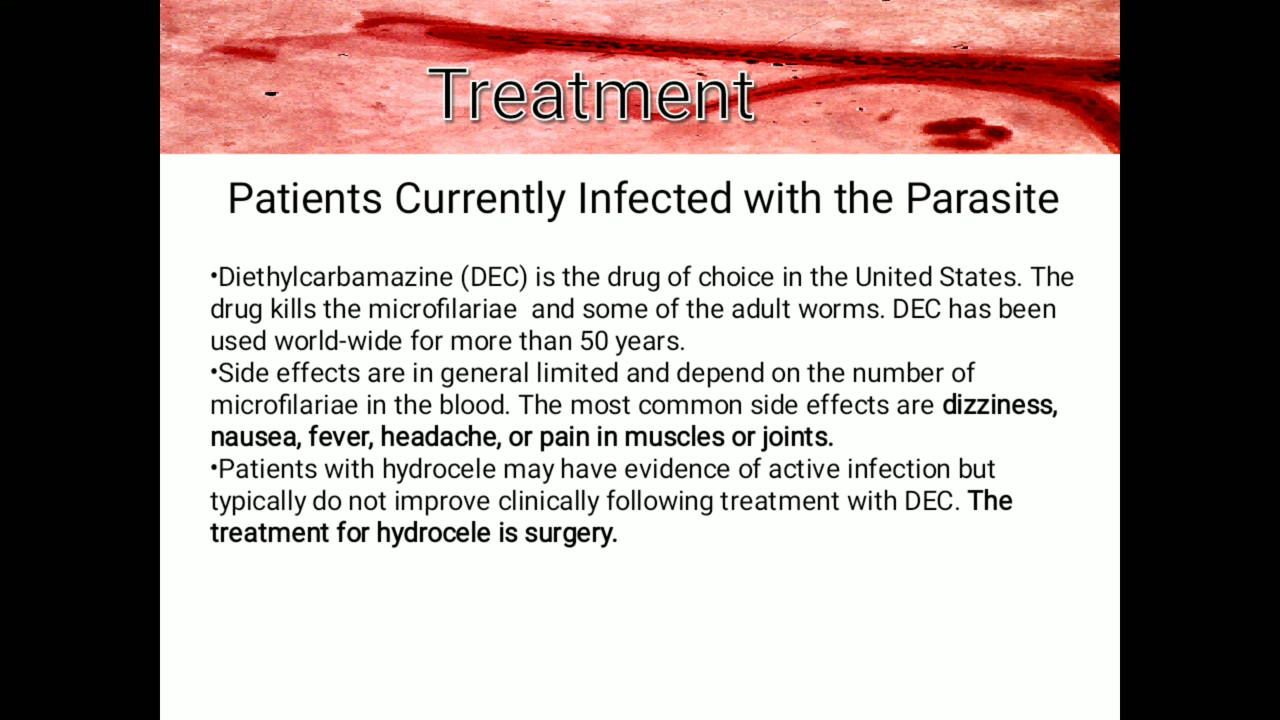 Treatment
Patients Currently Infected with the Parasite
•Diethylcarbamazine (DEC) is the drug of choice in the United States. The
drug kills the microfilariae  and some of the adult worms. DEC has been
used world-wide for more than 50 years.
•Side effects are in general limited and depend on the number of
microfilariae in the blood. The most common side effects are dizziness,
nausea, fever, headache, or pain in muscles or joints.
•Patients with hydrocele may have evidence of active infection but
typically do not improve clinically following treatment with DEC. The
treatment for hydrocele is surgery.